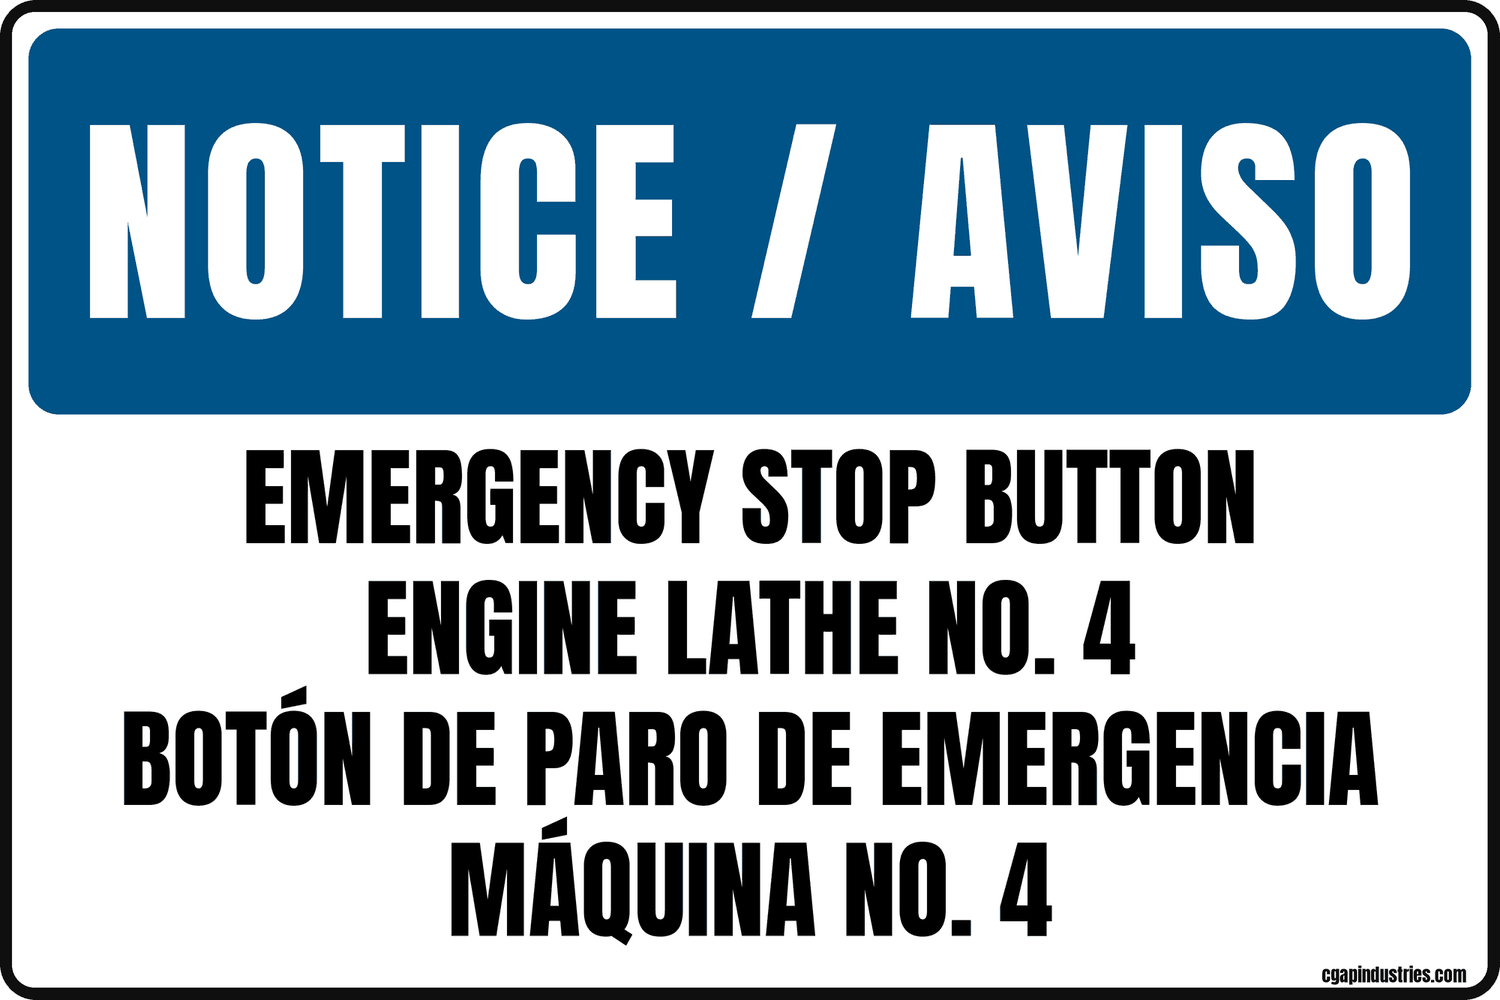 NOTICE / AVISO
EMERGENCY STOP BUTTON
ENGINE LATHE NO. 4
BOTÓN DE PARO DE EMERGENCIA
MÁQUINA NO. 4
cgapindustries.com